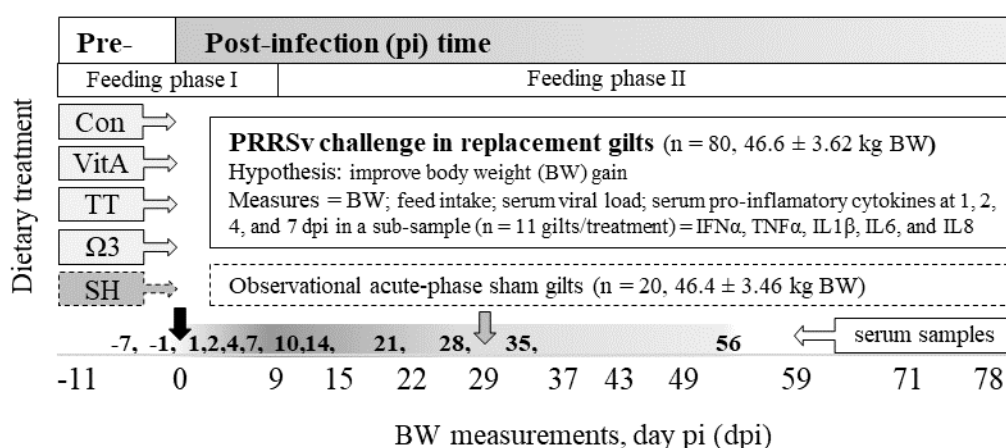 Pre-
Post-infection (pi) time
Feeding phase I
Feeding phase II
Dietary treatment
Con
VitA
TT
Ω3
SH
PRRSv challenge in replacement gilts (n = 80, 46.6 ± 3.62 kg BW)
Hypothesis: improve body weight (BW) gain
Measures = BW; feed intake; serum viral load; serum pro-inflamatory cytokines at 1, 2,
4, and 7 dpi in a sub-sample (n = 11 gilts/treatment) = IFNα, TNFα, IL1β, IL6, and IL8
Observational acute-phase sham gilts (n = 20, 46.4 ± 3.46 kg BW)
-7, -1, 1,2,4,7, 10,14, 21, 28, 35, 56
serum samples
-11 0 9 15 22 29 37 43 49 59 71 78
BW measurements, day pi (dpi)